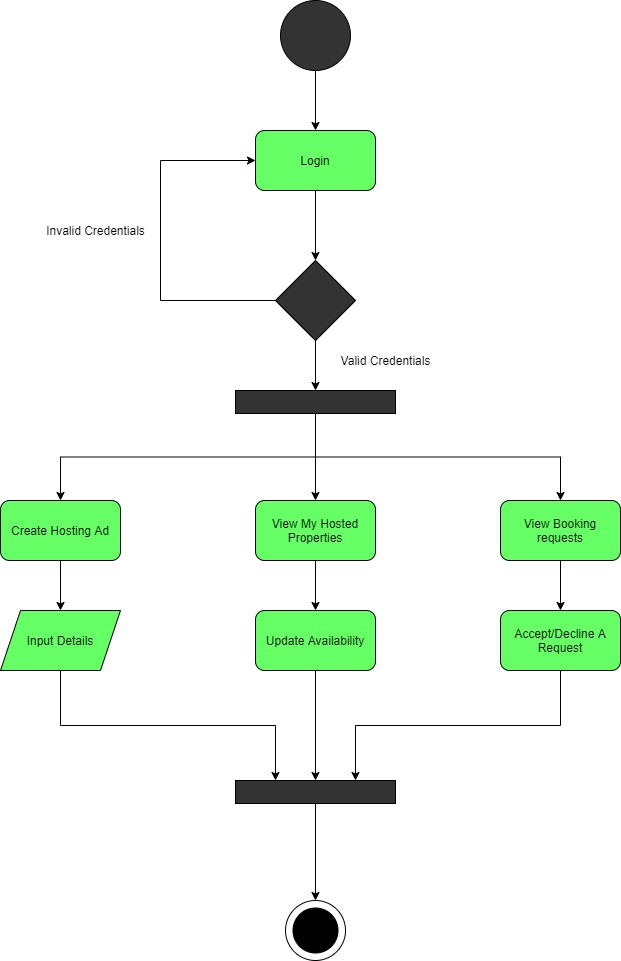 Login
Invalid Credentials
Valid Credentials
Create Hosting Ad
View My Hosted
Properties
View Booking
requests
Input Details
Update Availability
Accept/Decline A
Request